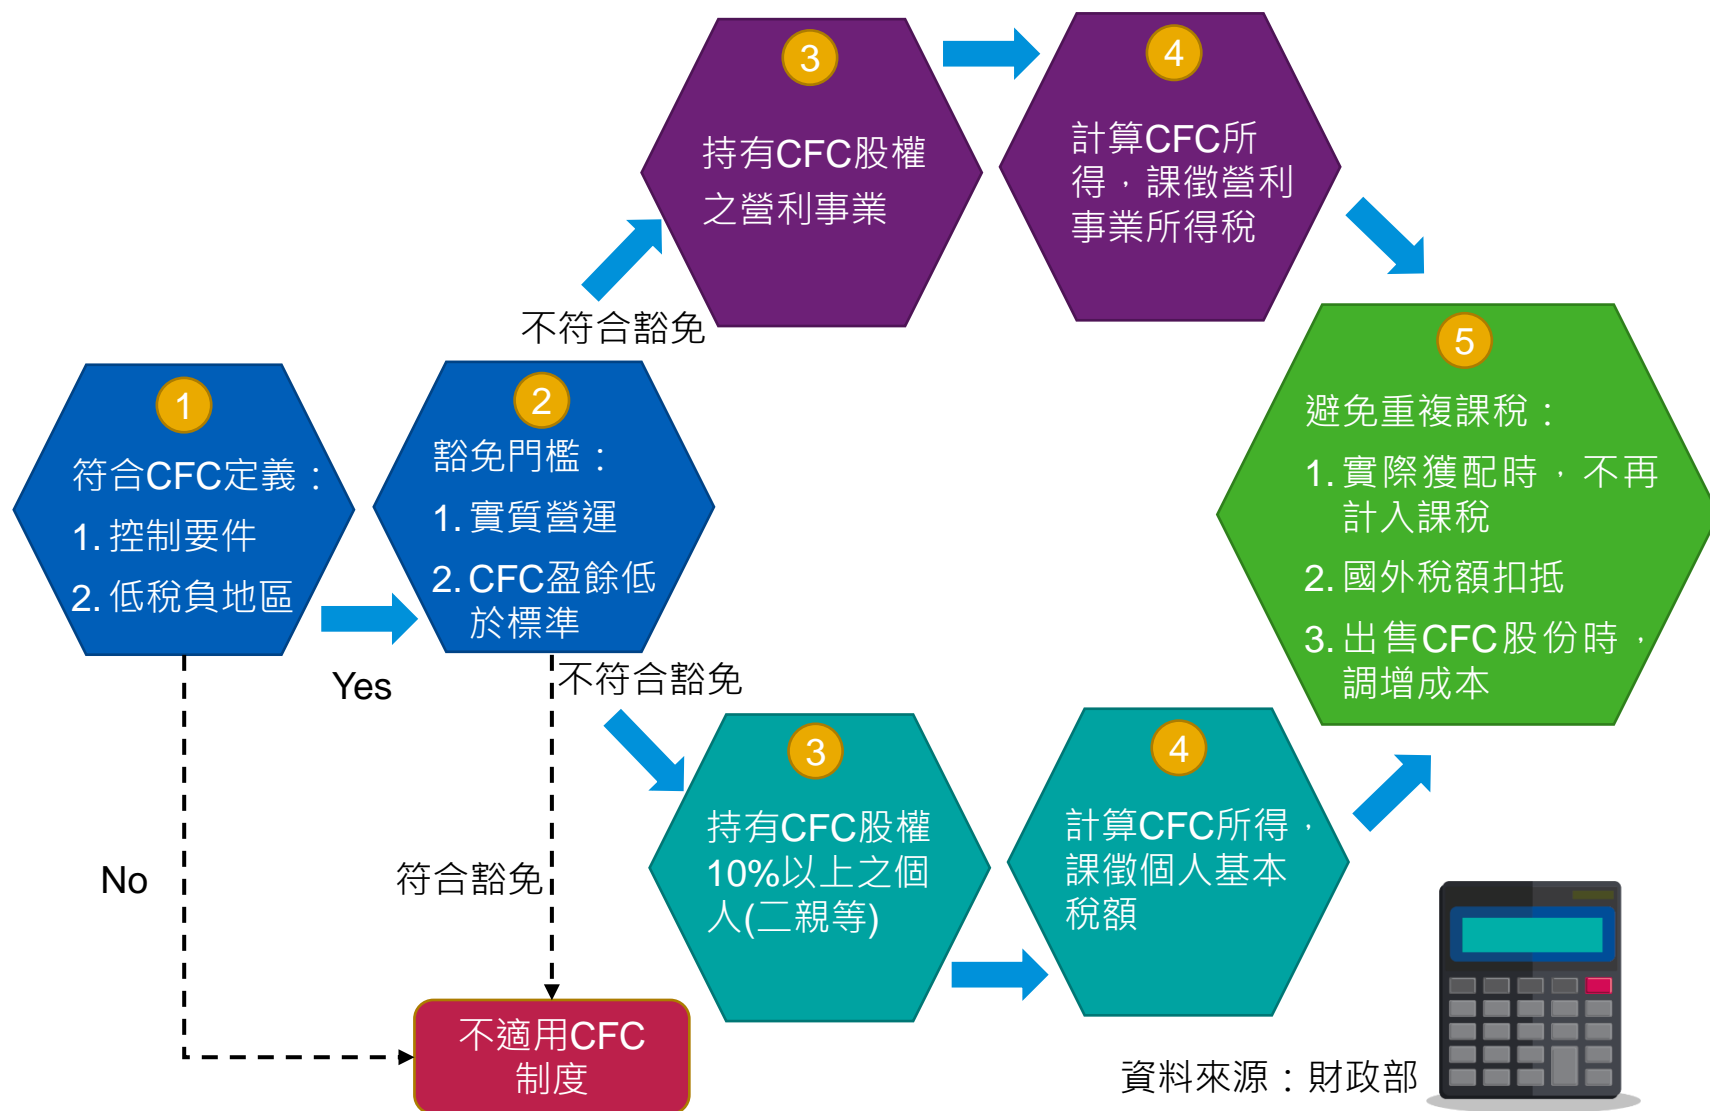 1
符合CFC定義：
1. 控制要件
2. 低稅負地區
Yes
No
2
豁免門檻：
1. 實質營運
2. CFC盈餘低
於標準
不符合豁免
3
持有CFC股權
之營利事業
4
計算CFC所
得，課徵營利
事業所得稅
不符合豁免
3
持有CFC股權
10%以上之個
人(二親等)
4
計算CFC所得，
課徵個人基本
稅額
5
避免重複課稅：
1. 實際獲配時，不再
計入課稅
2. 國外稅額扣抵
3. 出售CFC股份時，
調增成本
符合豁免
不適用CFC
制度
資料來源：財政部